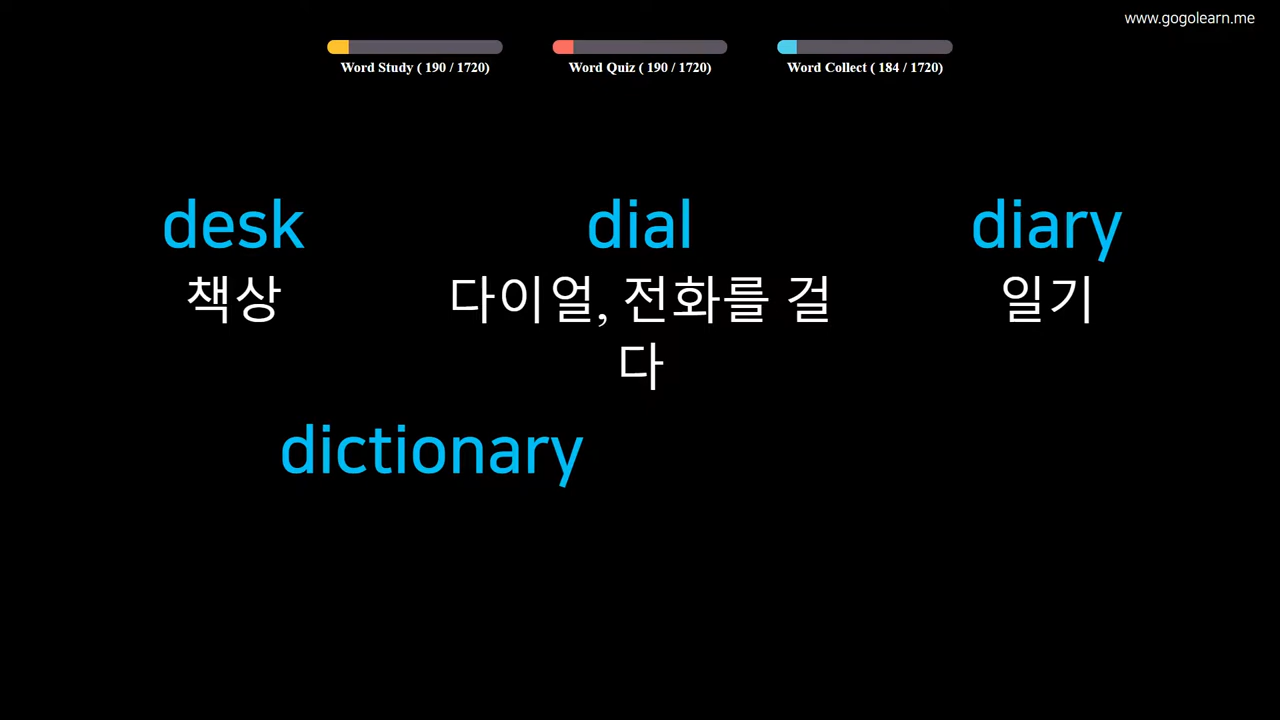 www.gogolearn.me
Word Study ( 190 / 1720)
Word Quiz ( 190 / 1720)
Word Collect ( 184 / 1720)
desk
dial
diary
책상
다이얼, 전화를 걸
다
일기
dictionary